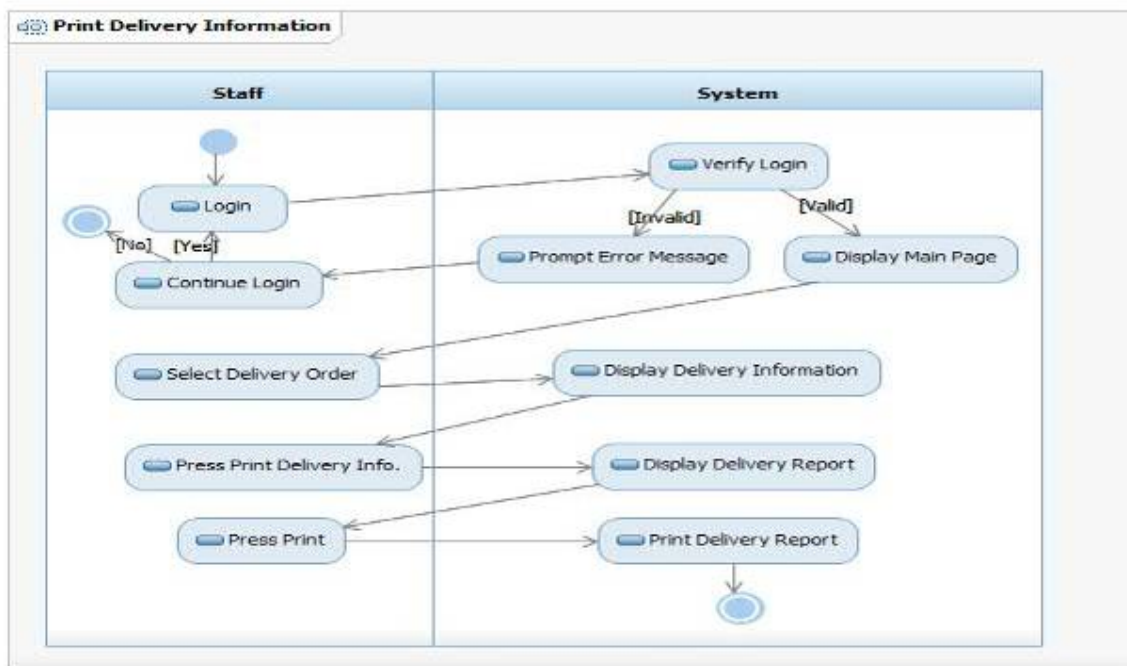 Print Delivery Information
Staff
System
Verify Login
Login
[Invalid]
[Valid]
[No]
[Yes]
Prompt Error Message
Display Main Page
Continue Login
Select Delivery Order
Display Delivery Information
Press Print Delivery Info.
Display Delivery Report
Press Print
Print Delivery Report